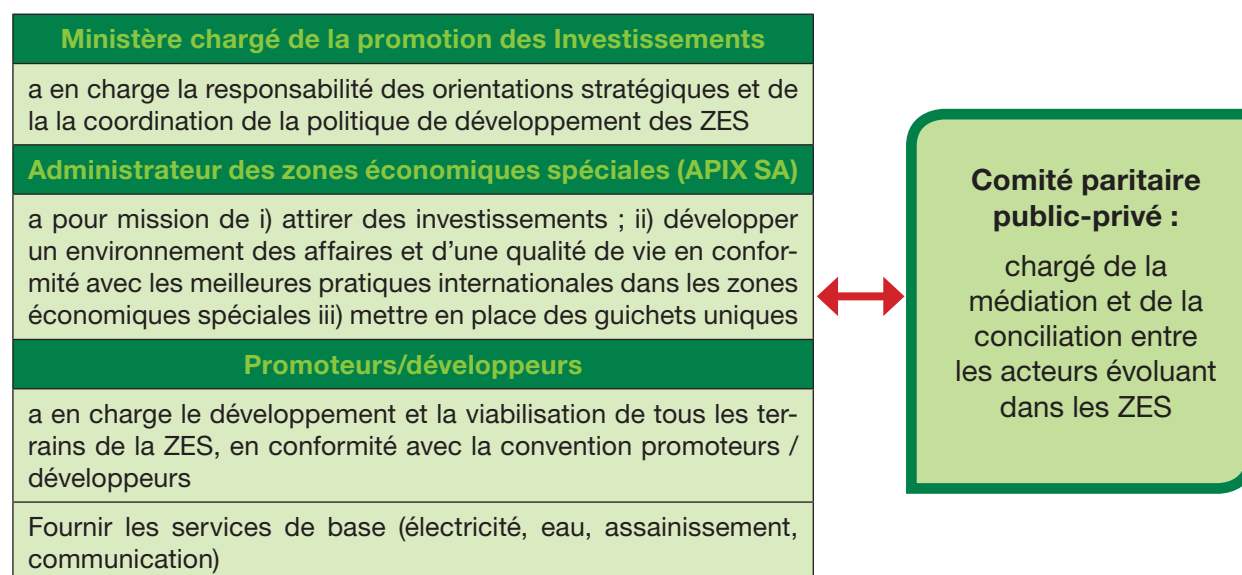 Ministère chargé de la promotion des Investissements
a en charge la responsabilité des orientations stratégiques et de
la la coordination de la politique de développement des ZES
Administrateur des zones économiques spéciales (APIX SA)
a pour mission de i) attirer des investissements ; ii) développer
un environnement des affaires et d'une qualité de vie en confor-
mité avec les meilleures pratiques internationales dans les zones
économiques spéciales iii) mettre en place des guichets uniques
Promoteurs/développeurs
a en charge le développement et la viabilisation de tous les ter-
rains de la ZES, en conformité avec la convention promoteurs /
développeurs
Fournir les services de base (électricité, eau, assainissement,
communication)
Comité paritaire
public-privé :
chargé de la
médiation et de la
conciliation entre
les acteurs évoluant
dans les ZES